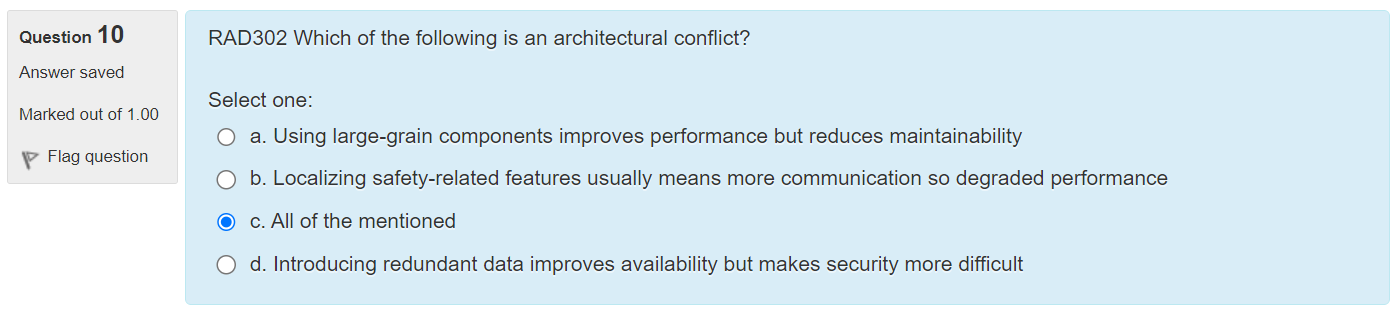 Question 10
Answer saved
Marked out of 1.00
Flag question
RAD302 Which of the following is an architectural conflict?
Select one:
a. Using large-grain components improves performance but reduces maintainability
b. Localizing safety-related features usually means more communication so degraded performance
c. All of the mentioned
d. Introducing redundant data improves availability but makes security more difficult